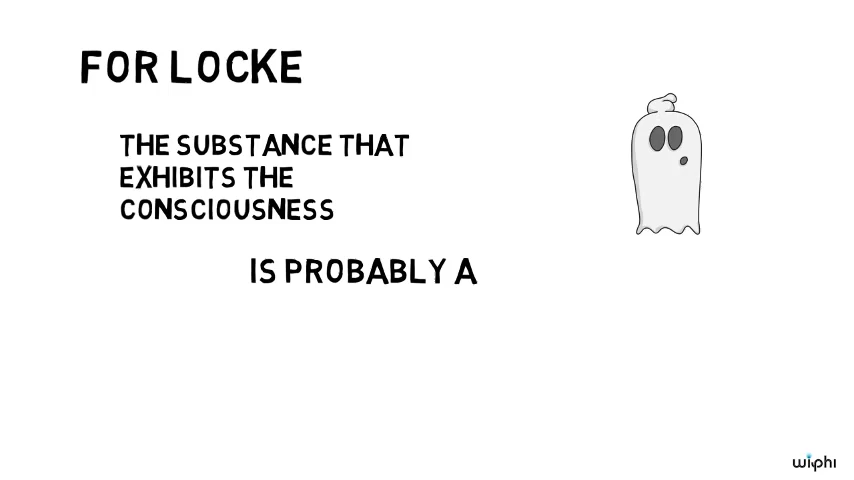 FOR LOCKE
THE SUBSTANCE THAT
EXHIBITS THE
CONSCIOUSNESS
IS PROBABLY A
wiphi